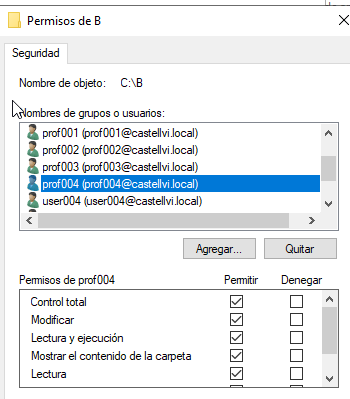 Permisos de B
Seguridad
Nombre de objeto: C:\B
Nombres de grupos o usuarios:
prof001 (prof001@castellvi.local)
prof002 (prof002@castellvi.local)
prof003 (prof003@castellvi.local)
prof004 (prof004@castellvi.local)
user004 (user004@castellvi.local)
Agregar... Quitar
Permisos de prof004 Permitir Denegar
Control total
Modificar
Lectura y ejecución
Mostrar el contenido de la carpeta
Lectura